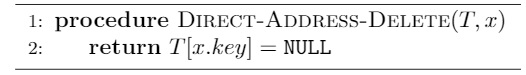 1: procedure DIRECT-ADDRESS-DELETE(T, x)
2: return T[x.key] = NULL